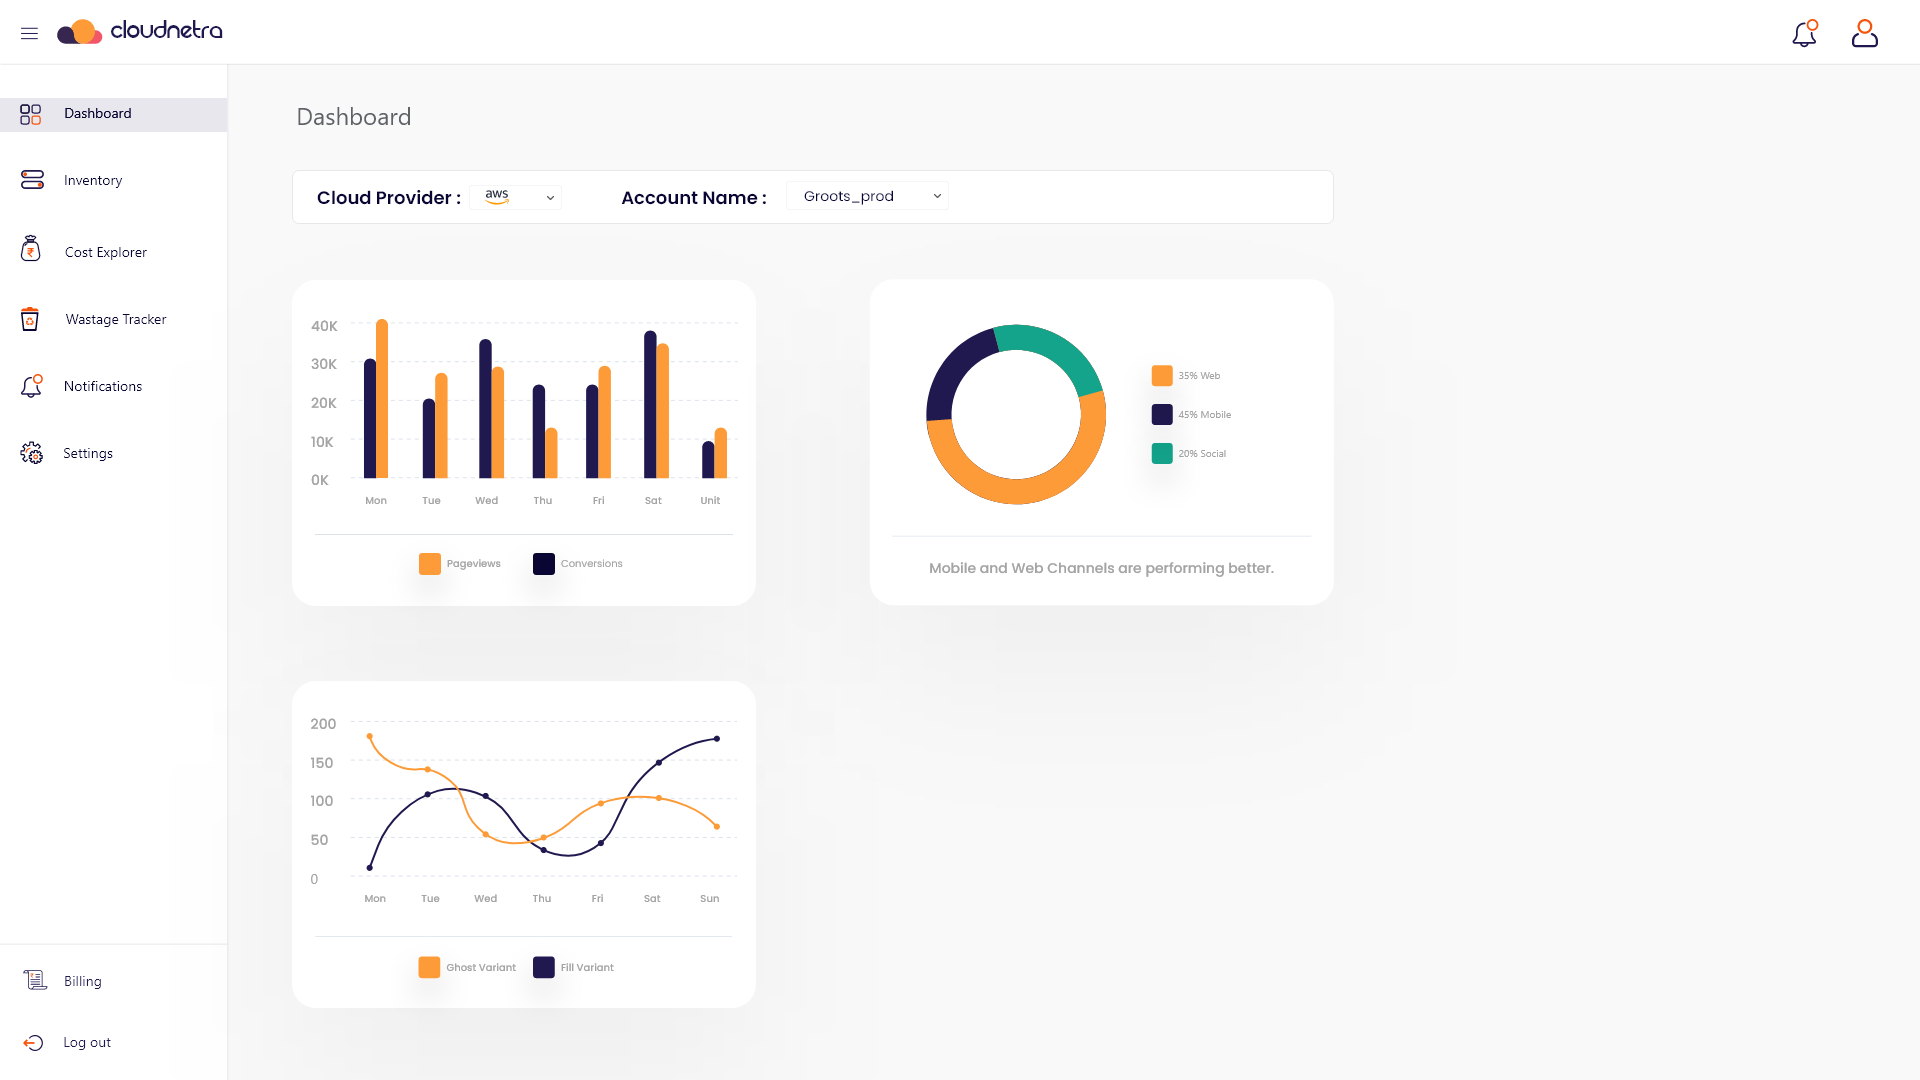 cloudnetra
Dashboard
Inventory
Cost Explorer
Wastage Tracker
Notifications
Settings
Billing
Log out
Dashboard
Cloud Provider : aws Account Name : Groots_prod
40K
30K
20K
10K
0K
Mon Tue Wed Thu Fri Sat Unit
Pageviews Conversions
35% Web
45% Mobile
20% Social
Mobile and Web Channels are performing better.
200
150
100
50
0
Mon Tue Wed Thu Fri Sat Sun
Ghost Variant Fill Variant